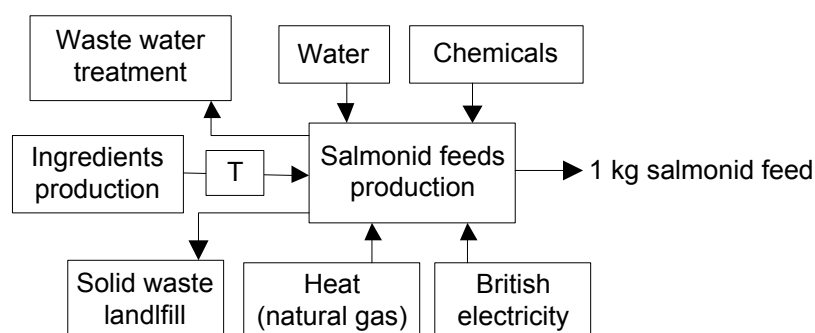 Waste water
treatment
Water
Chemicals
Ingredients
production
T
Salmonid feeds
production
1 kg salmonid feed
Solid waste
landlfill
Heat
(natural gas)
British
electricity